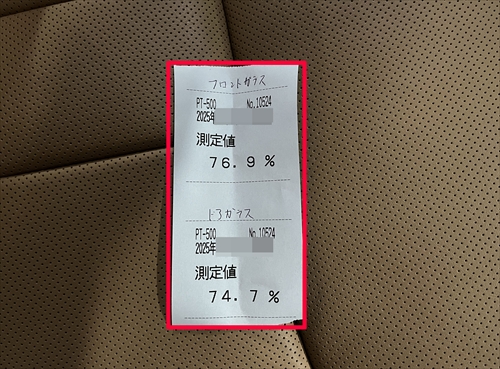 フロントガラス
PT-500 No.10524
2025年
測定値
76.9 %
ドアガラス
PT-500 No.10524
2025年
測定値
74.7 %